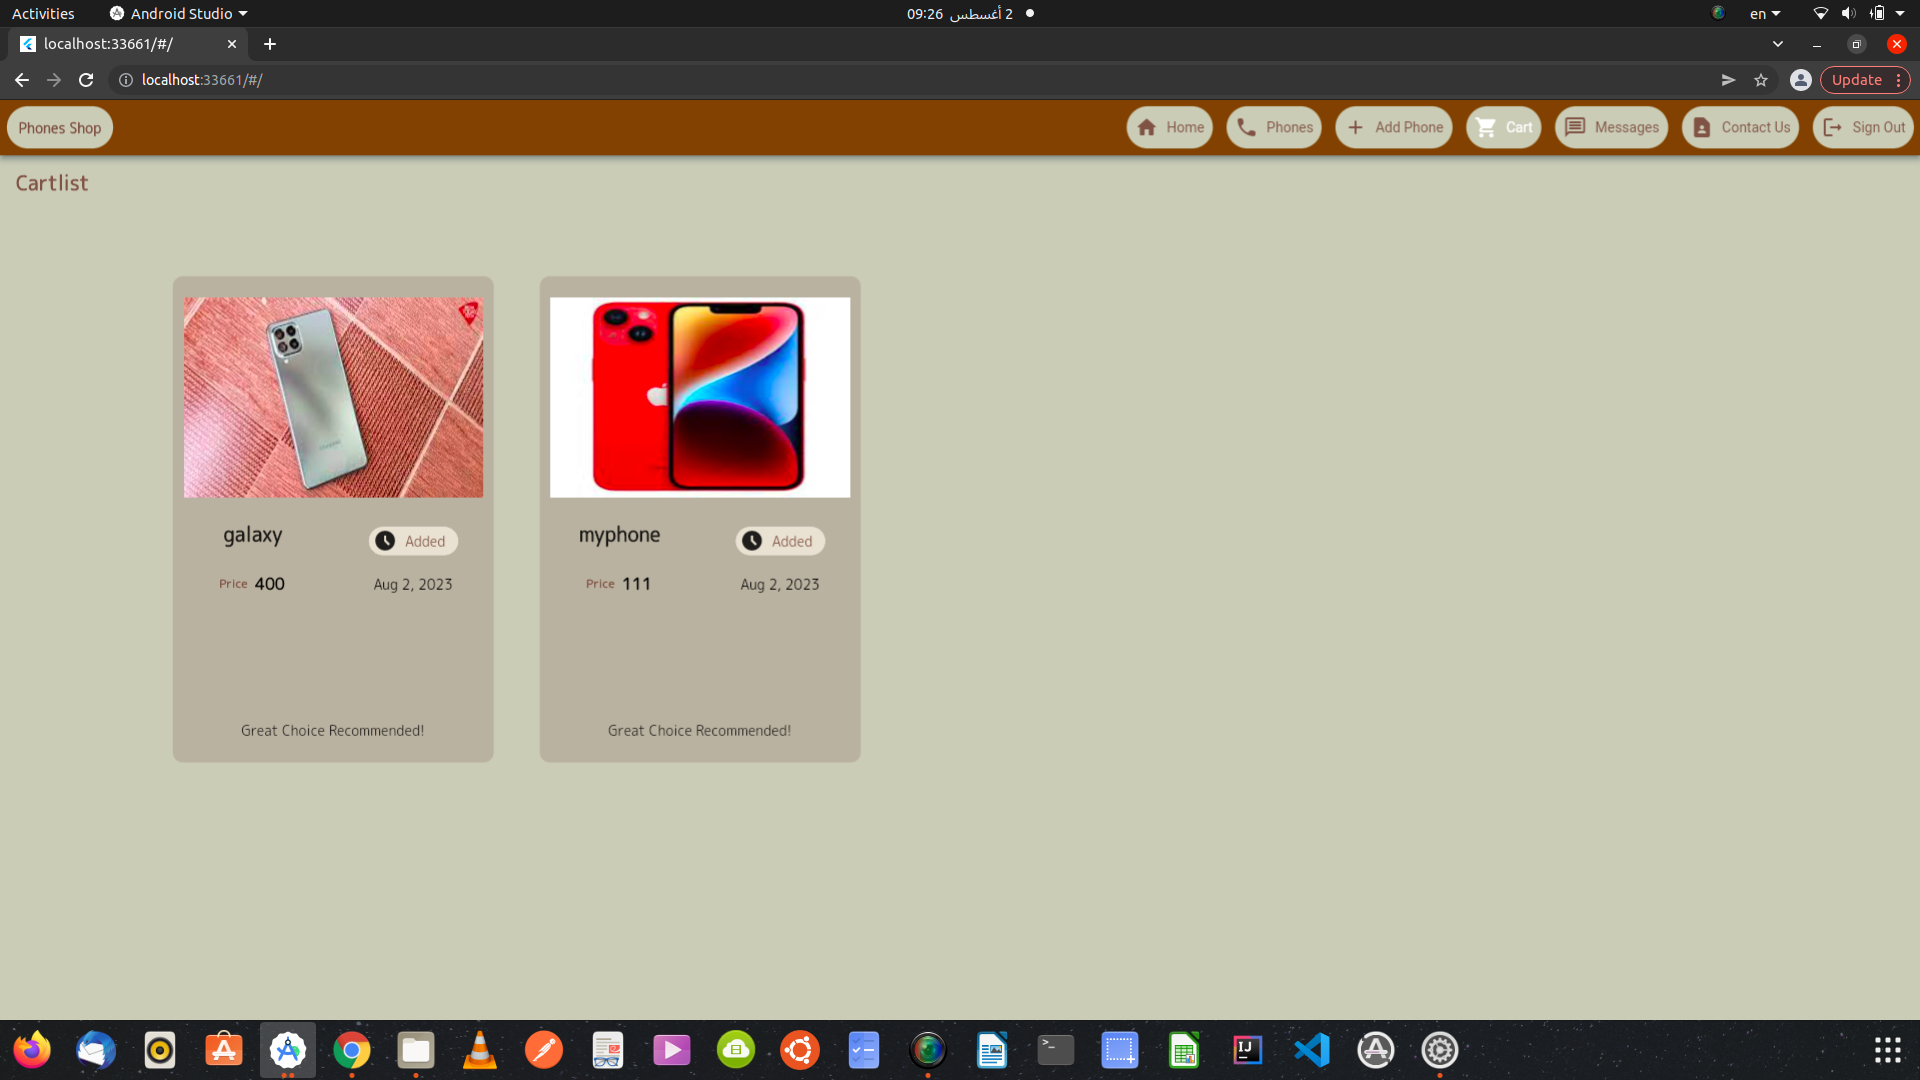 Activities
Android Studio
09:26 2 أغسطس
en
localhost:33661/#/
localhost:33661/#/
Update
Phones Shop
Home
Phones
Add Phone
Cart
Messages
Contact Us
Sign Out
Cartlist
galaxy
Added
Price 400
Aug 2, 2023
Great Choice Recommended!
myphone
Added
Price 111
Aug 2, 2023
Great Choice Recommended!